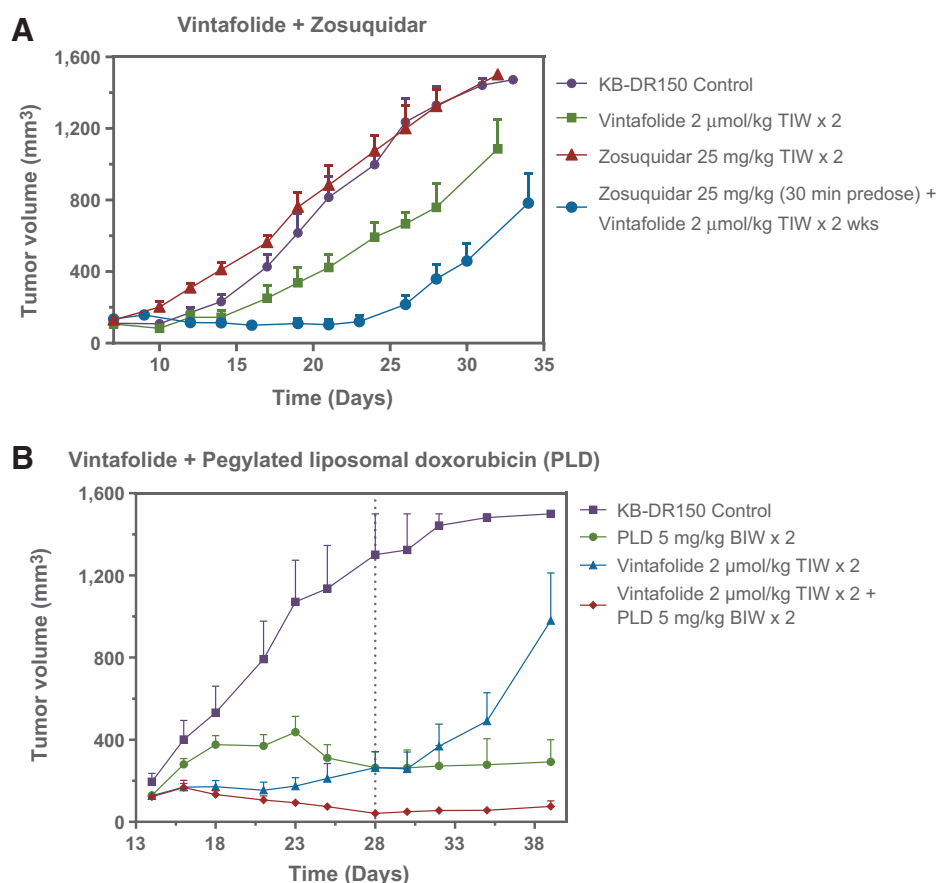 A
Vintafolide + Zosuquidar
Tumor volume (mm³)
1,600
1,200
800
400
0
10
15
20
25
30
35
Time (Days)
KB-DR150 Control
Vintafolide 2 μmol/kg TIW x 2
Zosuquidar 25 mg/kg TIW x 2
Zosuquidar 25 mg/kg (30 min predose) +
Vintafolide 2 μmol/kg TIW x 2 wks
B
Vintafolide + Pegylated liposomal doxorubicin (PLD)
Tumor volume (mm³)
1,600
1,200
800
400
0
13
18
23
28
33
38
Time (Days)
KB-DR150 Control
PLD 5 mg/kg BIW x 2
Vintafolide 2 μmol/kg TIW x 2
Vintafolide 2 μmol/kg TIW x 2 +
PLD 5 mg/kg BIW x 2